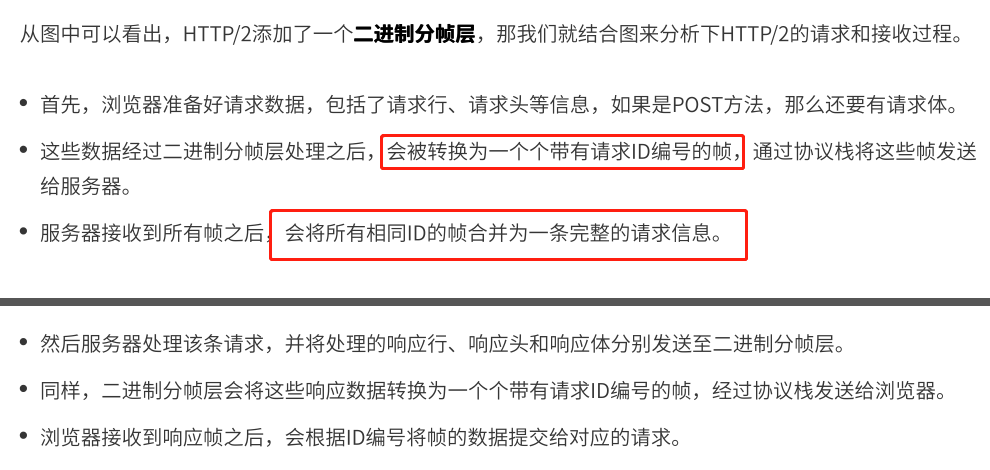 从图中可以看出，HTTP/2添加了一个二进制分帧层，那我们就结合图来分析下HTTP/2的请求和接收过程。
• 首先，浏览器准备好请求数据，包括了请求行、请求头等信息，如果是POST方法，那么还要有请求体。
• 这些数据经过二进制分帧层处理之后，会被转换为一个个带有请求ID编号的帧，通过协议栈将这些帧发送
给服务器。
• 服务器接收到所有帧之后，会将所有相同ID的帧合并为一条完整的请求信息。
• 然后服务器处理该条请求，并将处理的响应行、响应头和响应体分别发送至二进制分帧层。
• 同样，二进制分帧层会将这些响应数据转换为一个个带有请求ID编号的帧，经过协议栈发送给浏览器。
• 浏览器接收到响应帧之后，会根据ID编号将帧的数据提交给对应的请求。